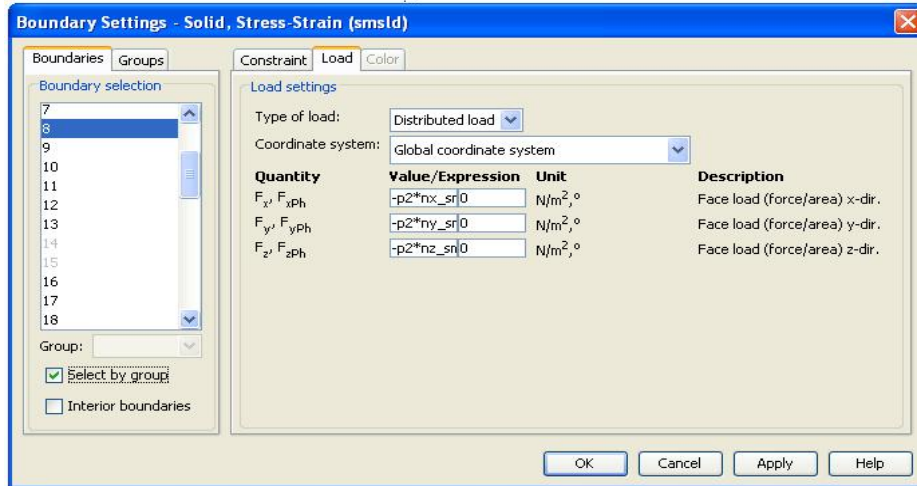 Boundary Settings - Solid, Stress-Strain (smsld)
Boundaries Groups
Boundary selection
7
8
9
10
11
12
13
14
15
16
17
18
Group:
Select by group
Interior boundaries
Constraint Load Color
Load settings
Type of load: Distributed load
Coordinate system: Global coordinate system
Quantity Value/Expression Unit Description
Fx, FxPh -p2*nx_sn 0 N/m2,° Face load (force/area) x-dir.
Fy, FyPh -p2*ny_sn 0 N/m2,° Face load (force/area) y-dir.
Fz, FzPh -p2*nz_sn 0 N/m2,° Face load (force/area) z-dir.
OK Cancel Apply Help